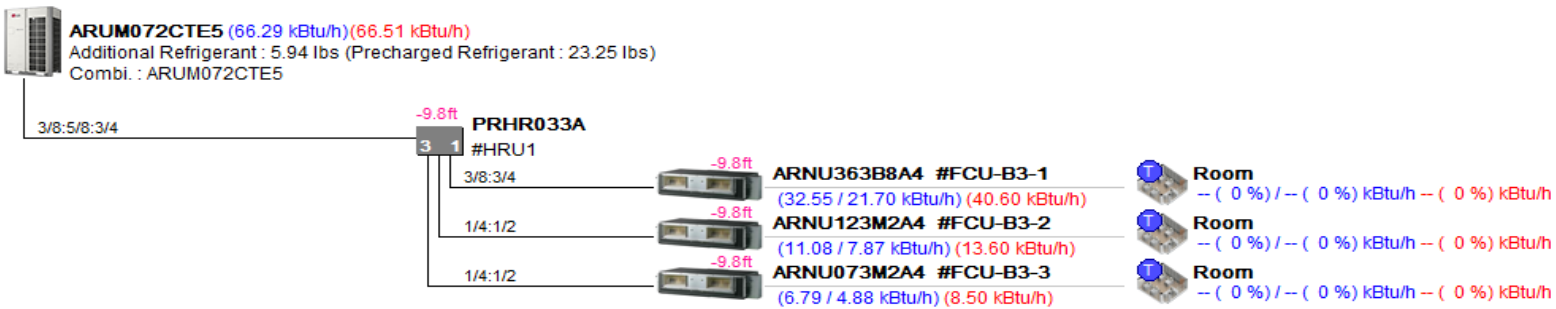 ARUM072CTE5 (66.29 kBtu/h)(66.51 kBtu/h)
Additional Refrigerant : 5.94 lbs (Precharged Refrigerant : 23.25 lbs)
Combi. : ARUM072CTE5
3/8:5/8:3/4
-9.8ft
PRHR033A
3 1
#HRU1
3/8:3/4
-9.8ft
ARNU363B8A4 #FCU-B3-1
(32.55 / 21.70 kBtu/h) (40.60 kBtu/h)
T
Room
-- ( 0 %) / -- ( 0 %) kBtu/h -- ( 0 %) kBtu/h
1/4:1/2
-9.8ft
ARNU123M2A4 #FCU-B3-2
(11.08 / 7.87 kBtu/h) (13.60 kBtu/h)
T
Room
-- ( 0 %) / -- ( 0 %) kBtu/h -- ( 0 %) kBtu/h
1/4:1/2
-9.8ft
ARNU073M2A4 #FCU-B3-3
(6.79 / 4.88 kBtu/h) (8.50 kBtu/h)
T
Room
-- ( 0 %) / -- ( 0 %) kBtu/h -- ( 0 %) kBtu/h